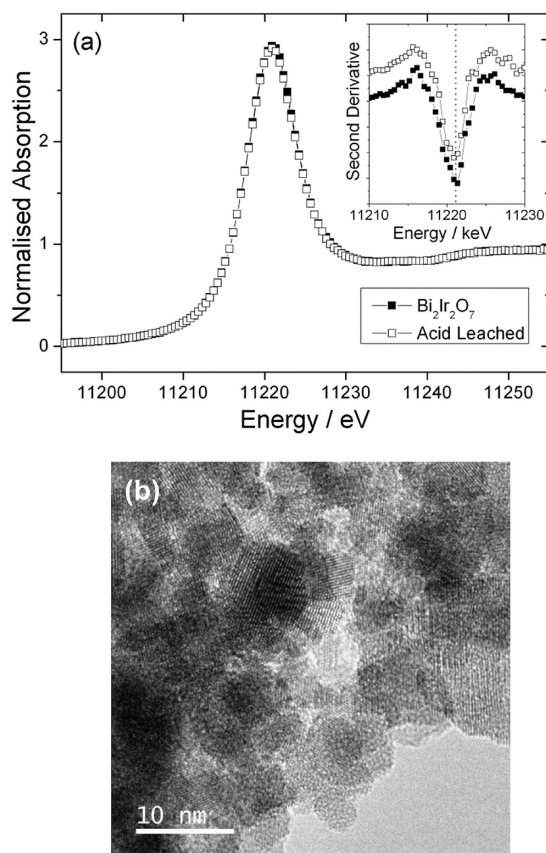 (a)
3
2
1
0
Normalised Absorption
11200 11210 11220 11230 11240 11250
Energy / eV
Second Derivative
11210 11220 11230
Energy / keV
Bi₂Ir₂O₇
Acid Leached
(b)
10 nm